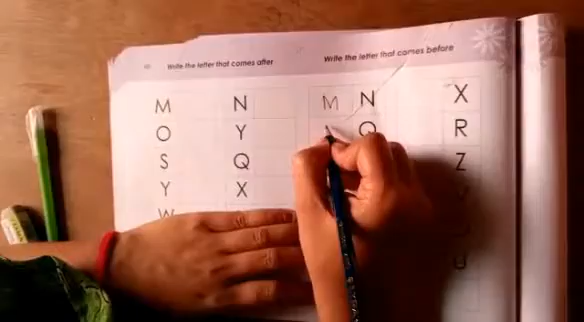 Write the letter that comes after
Write the letter that comes before
M N M N X
O Y Q R
S Q Z
Y X
W